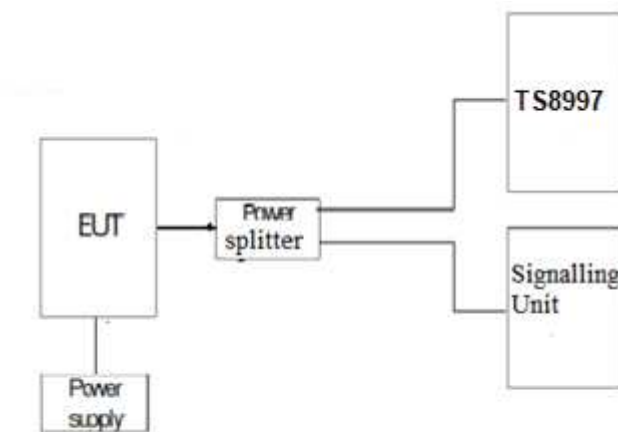 TS8997
EUT
Power
splitter
Signalling
Unit
Power
supply